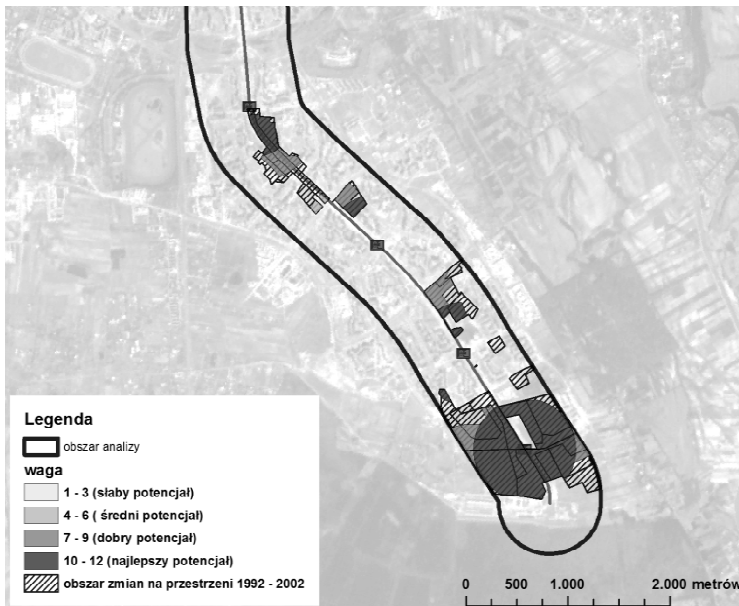 Legenda
obszar analizy
waga
1 - 3 (słaby potencjał)
4 - 6 ( średni potencjał)
7 - 9 (dobry potencjał)
10 - 12 (najlepszy potencjał)
obszar zmian na przestrzeni 1992 - 2002
0 500 1.000 2.000 metrów